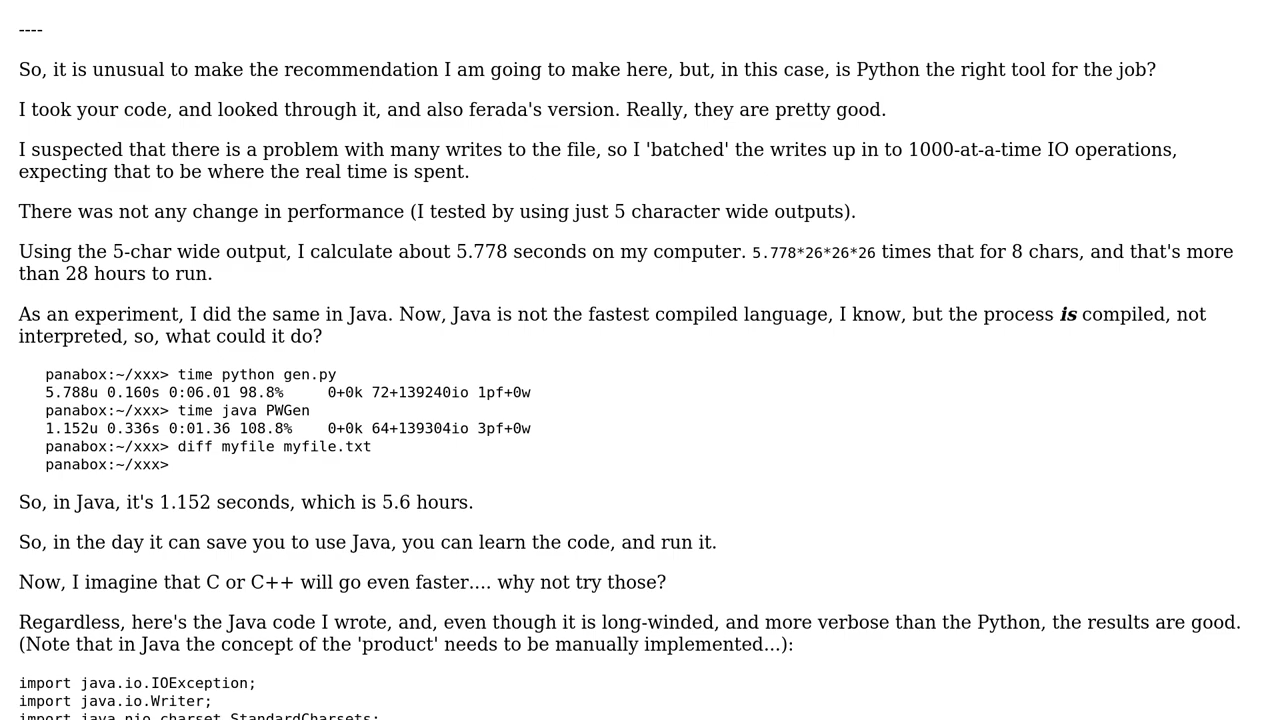 ----
So, it is unusual to make the recommendation I am going to make here, but, in this case, is Python the right tool for the job?
I took your code, and looked through it, and also ferada's version. Really, they are pretty good.
I suspected that there is a problem with many writes to the file, so I 'batched' the writes up in to 1000-at-a-time IO operations,
expecting that to be where the real time is spent.
There was not any change in performance (I tested by using just 5 character wide outputs).
Using the 5-char wide output, I calculate about 5.778 seconds on my computer. 5.778*26*26*26 times that for 8 chars, and that's more
than 28 hours to run.
As an experiment, I did the same in Java. Now, Java is not the fastest compiled language, I know, but the process is compiled, not
interpreted, so, what could it do?
panabox:~/xxx> time python gen.py
5.788u 0.160s 0:06.01 98.8%     0+0k 72+139240io 1pf+0w
panabox:~/xxx> time java PWGen
1.152u 0.336s 0:01.36 108.8%    0+0k 64+139304io 3pf+0w
panabox:~/xxx> diff myfile myfile.txt
panabox:~/xxx>
So, in Java, it's 1.152 seconds, which is 5.6 hours.
So, in the day it can save you to use Java, you can learn the code, and run it.
Now, I imagine that C or C++ will go even faster.... why not try those?
Regardless, here's the Java code I wrote, and, even though it is long-winded, and more verbose than the Python, the results are good.
(Note that in Java the concept of the 'product' needs to be manually implemented...):
import java.io.IOException;
import java.io.Writer;
import java.nio.charset.StandardCharsets;